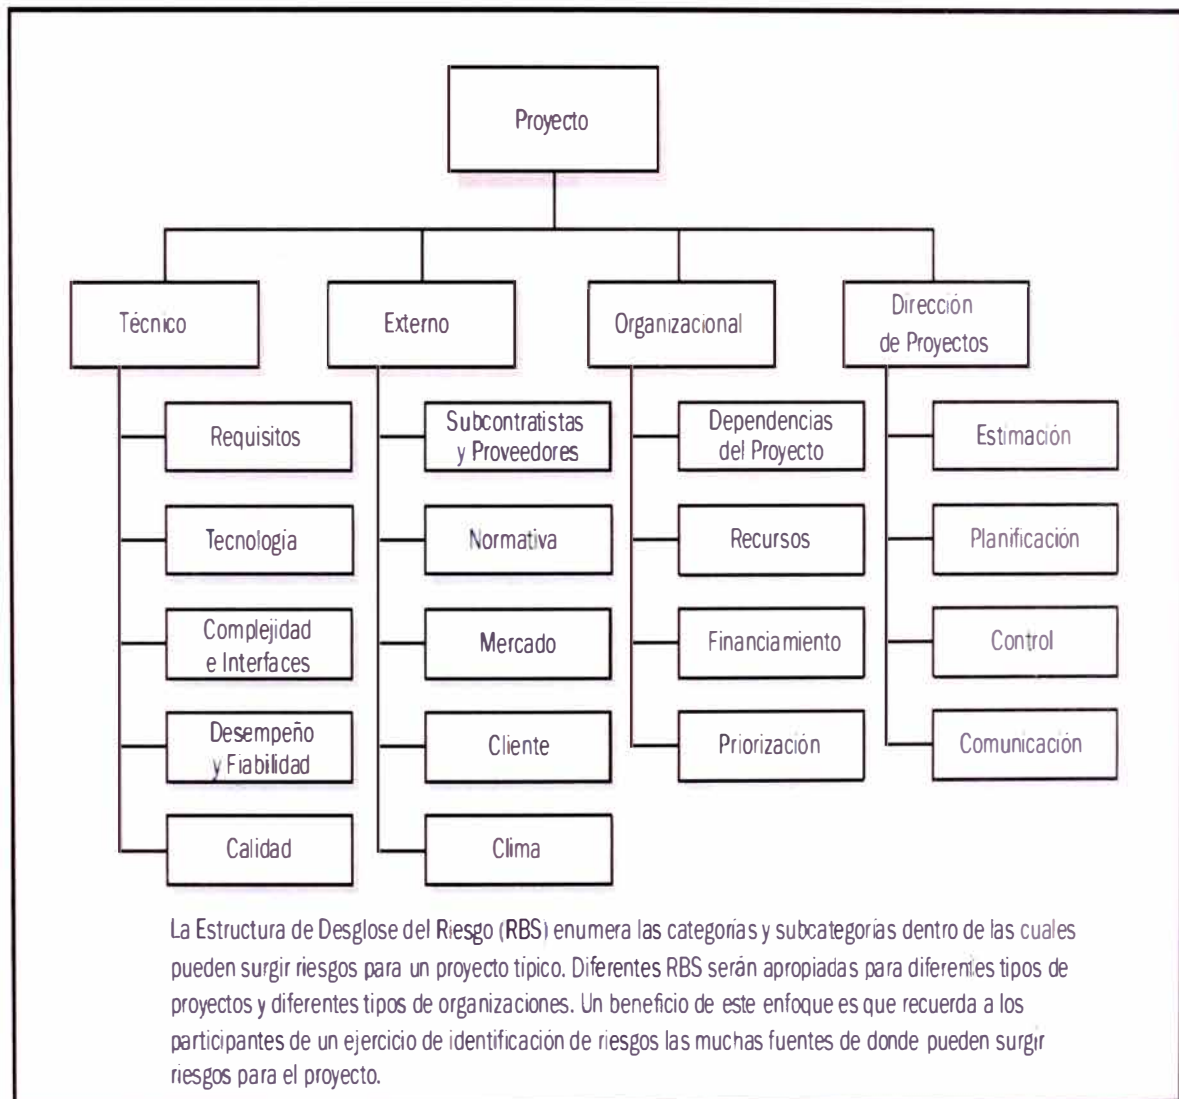 Proyecto
Técnico
Externo
Organizacional
Dirección
de Proyectos
Requisitos
Tecnología
Complejidad
e Interfaces
Desempeño
y Fiabilidad
Calidad
Subcontratistas
y Proveedores
Normativa
Mercado
Cliente
Clima
Dependencias
del Proyecto
Recursos
Financiamiento
Priorización
Estimación
Planificación
Control
Comunicación
La Estructura de Desglose del Riesgo (RBS) enumera las categorías y subcategorías dentro de las cuales
pueden surgir riesgos para un proyecto típico. Diferentes RBS serán apropiadas para diferentes tipos de
proyectos y diferentes tipos de organizaciones. Un beneficio de este enfoque es que recuerda a los
participantes de un ejercicio de identificación de riesgos las muchas fuentes de donde pueden surgir
riesgos para el proyecto.